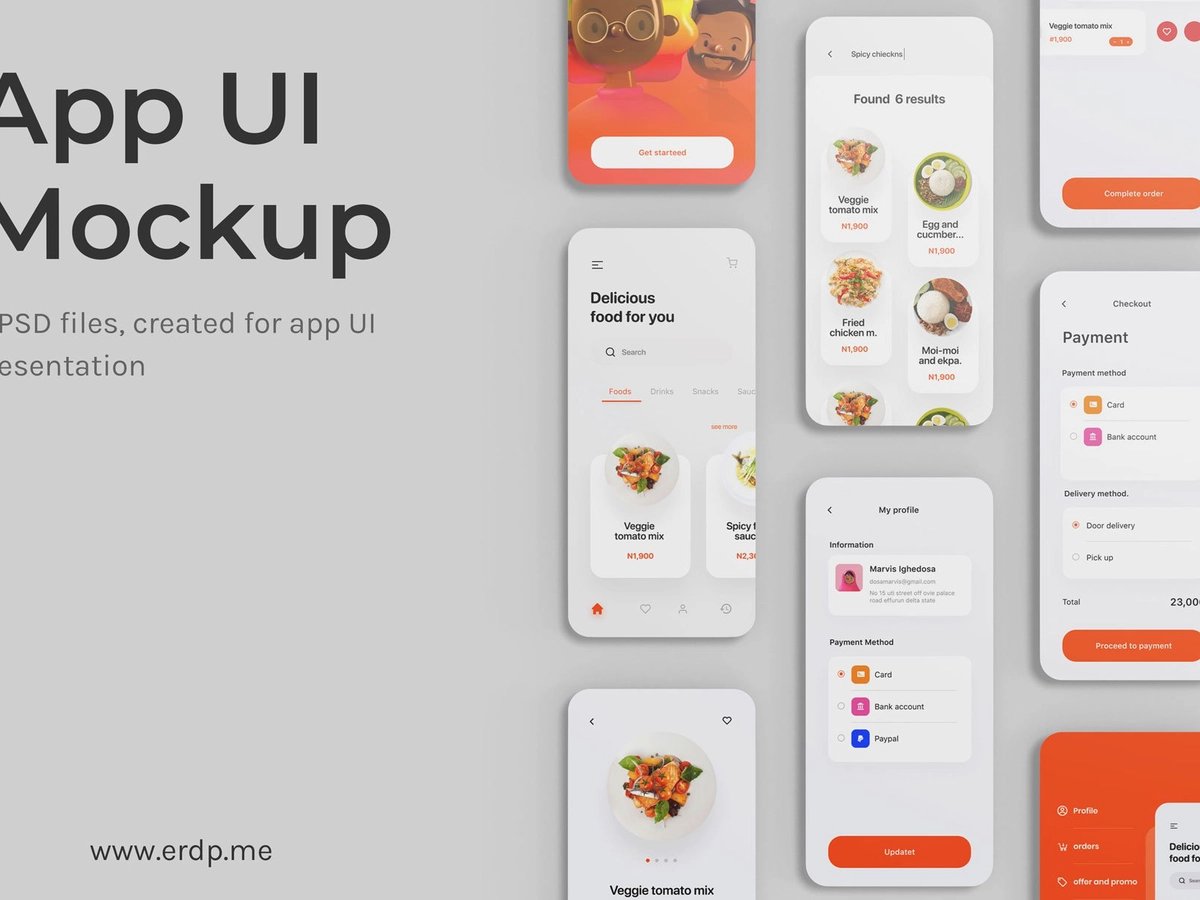 App UI
Mockup
PSD files, created for app UI
esentation
www.erdp.me
Get starteed
Delicious
food for you
Search
Foods Drinks Snacks Sauc
see more
Veggie
tomato mix
N1,900
Spicy f
sauc
N2,30
Veggie tomato mix
Spicy chieckns
Found 6 results
Veggie
tomato mix
N1,900
Egg and
cucmber...
N1,900
Fried
chicken m.
N1,900
Moi-moi
and ekpa.
N1,900
My profile
Information
Marvis Ighedosa
dosamarvis@gmail.com
No 15 uti street off ovie palace
road effurun delta state
Payment Method
Card
Bank account
Paypal
Updatet
Veggie tomato mix
#1,900
- 1 +
Complete order
Checkout
Payment
Payment method
Card
Bank account
Delivery method.
Door delivery
Pick up
Total 23,00
Proceed to payment
Profile
orders
offer and promo
Delicio
food fo